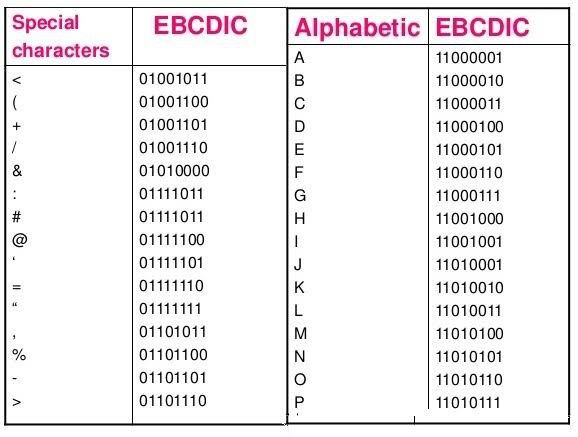 Special characters EBCDIC Alphabetic EBCDIC
< 01001011 A 11000001
( 01001100 B 11000010
+ 01001101 C 11000011
/ 01001110 D 11000100
& 01010000 E 11000101
: 01111011 F 11000110
# 01111011 G 11000111
@ 01111100 H 11001000
‘ 01111101 I 11001001
= 01111110 J 11010001
“ 01111111 K 11010010
, 01101011 L 11010011
% 01101100 M 11010100
- 01101101 N 11010101
> 01101110 O 11010110
P 11010111